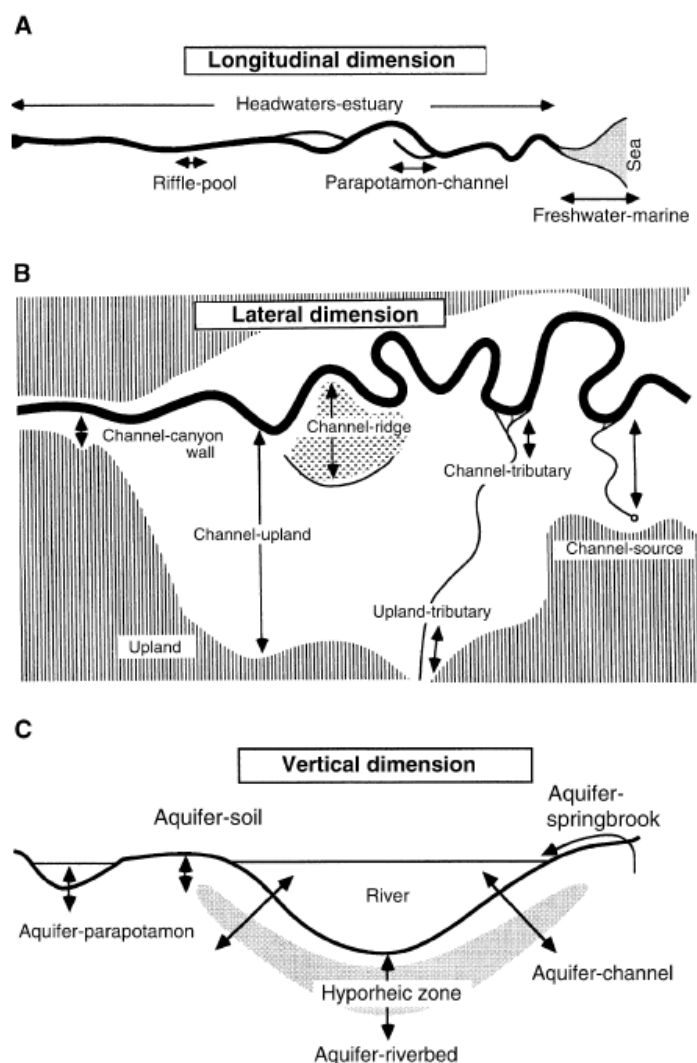 A
Longitudinal dimension
Headwaters-estuary
Sea
Riffle-pool
Parapotamon-channel
Freshwater-marine
B
Lateral dimension
Channel-canyon
wall
Channel-ridge
Channel-tributary
Channel-upland
Channel-source
Upland-tributary
Upland
C
Vertical dimension
Aquifer-
springbrook
Aquifer-soil
River
Aquifer-parapotamon
Aquifer-channel
Hyporheic zone
Aquifer-riverbed